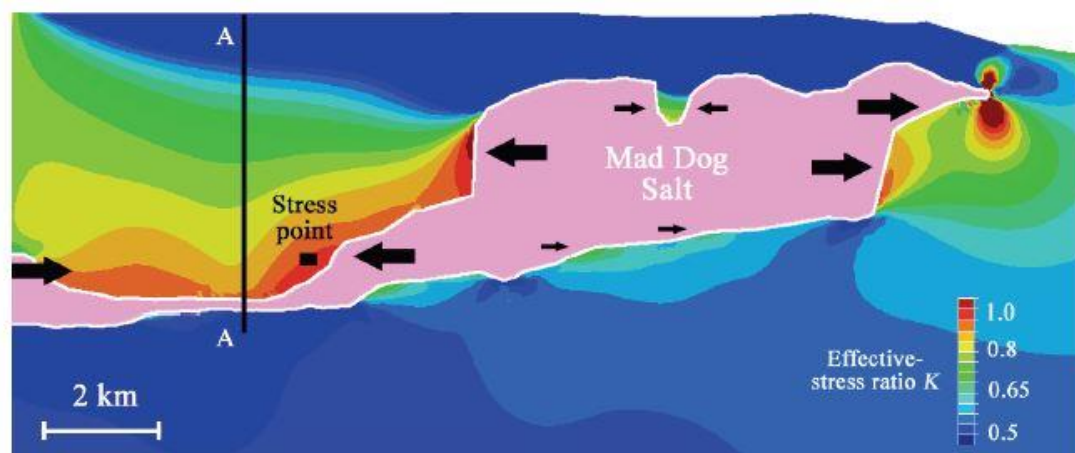 A
Mad Dog
Salt
Stress
point
A
2 km
Effective-
stress ratio K
1.0
0.8
0.65
0.5